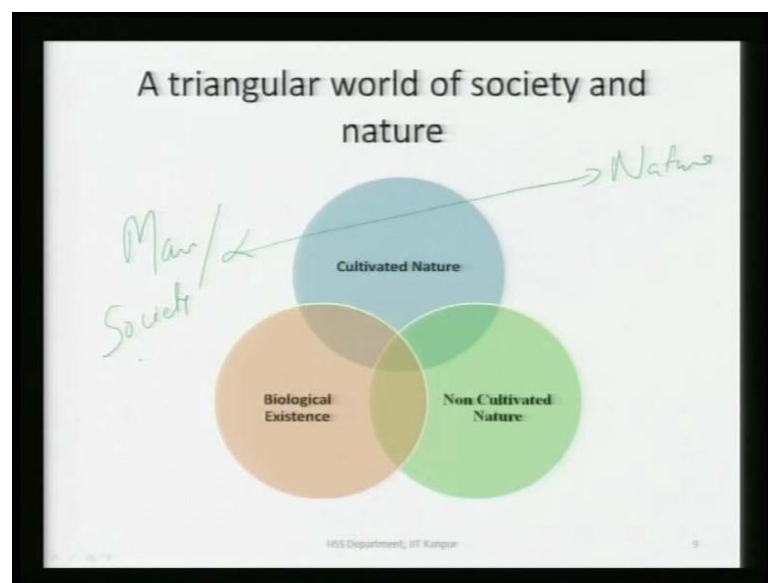 A triangular world of society and
nature
Nature
Man/
Society
Cultivated Nature
Biological
Existence
Non Cultivated
Nature
HSS Department, IIT Kanpur
9